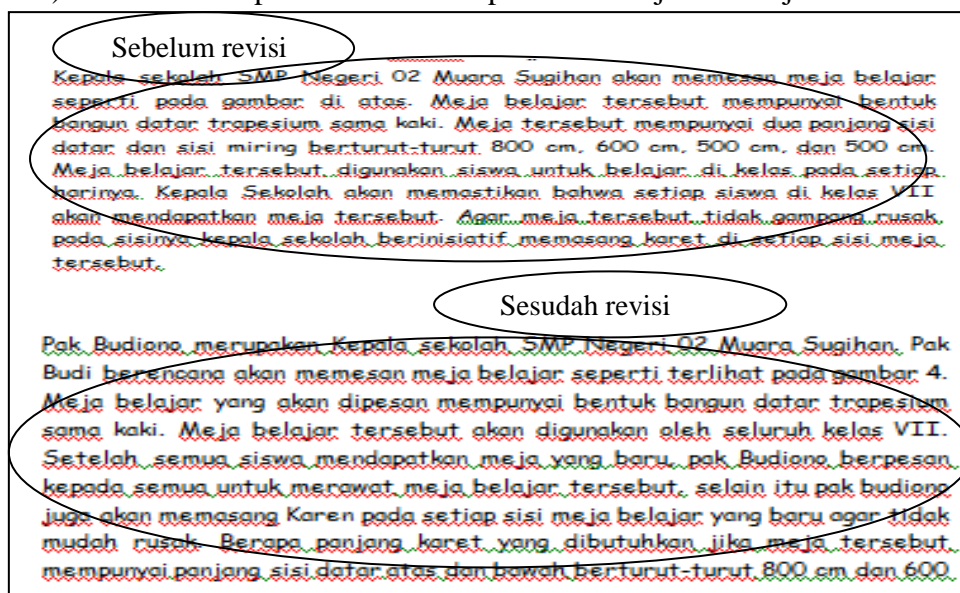 Sebelum revisi
Kepala sekolah SMP Negeri 02 Muara Sugihan akan memesan meja belajar
seperti pada gambar di atas. Meja belajar tersebut mempunyai bentuk
bangun datar trapesium sama kaki. Meja tersebut mempunyai dua panjang sisi
datar dan sisi miring berturut-turut 800 cm, 600 cm, 500 cm, dan 500 cm.
Meja belajar tersebut digunakan siswa untuk belajar di kelas pada setiap
harinya. Kepala Sekolah akan memastikan bahwa setiap siswa di kelas VII
akan mendapatkan meja tersebut. Agar meja tersebut tidak gampang rusak
pada sisinya kepala sekolah berinisiatif memasang karet di setiap sisi meja
tersebut.
Sesudah revisi
Pak Budiono merupakan Kepala sekolah SMP Negeri 02 Muara Sugihan. Pak
Budi berencana akan memesan meja belajar seperti terlihat pada gambar 4.
Meja belajar yang akan dipesan mempunyai bentuk bangun datar trapesium
sama kaki. Meja belajar tersebut akan digunakan oleh seluruh kelas VII.
Setelah semua siswa mendapatkan meja yang baru, pak Budiono berpesan
kepada semua untuk merawat meja belajar tersebut, selain itu pak budiono
juga akan memasang Karen pada setiap sisi meja belajar yang baru agar tidak
mudah rusak. Berapa panjang karet yang dibutuhkan jika meja tersebut
mempunyai panjang sisi datar atas dan bawah berturut-turut 800 cm dan 600